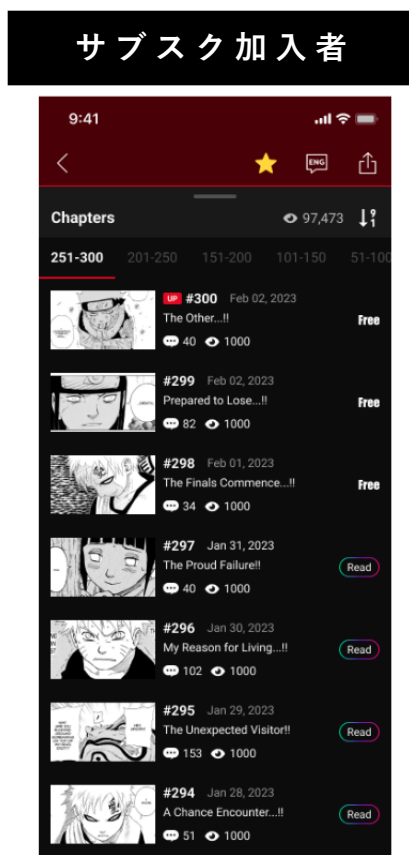 サブスク加入者
9:41
ENG
Chapters 97,473
251-300 201-250 151-200 101-150 51-100
UP #300 Feb 02, 2023
The Other...!!
Free
40 1000
#299 Feb 02, 2023
Prepared to Lose...!!
Free
82 1000
#298 Feb 01, 2023
The Finals Commence...!!
Free
34 1000
#297 Jan 31, 2023
The Proud Failure!!
Read
40 1000
#296 Jan 30, 2023
My Reason for Living...!!
Read
102 1000
#295 Jan 29, 2023
The Unexpected Visitor!!
Read
153 1000
#294 Jan 28, 2023
A Chance Encounter...!!
Read
51 1000